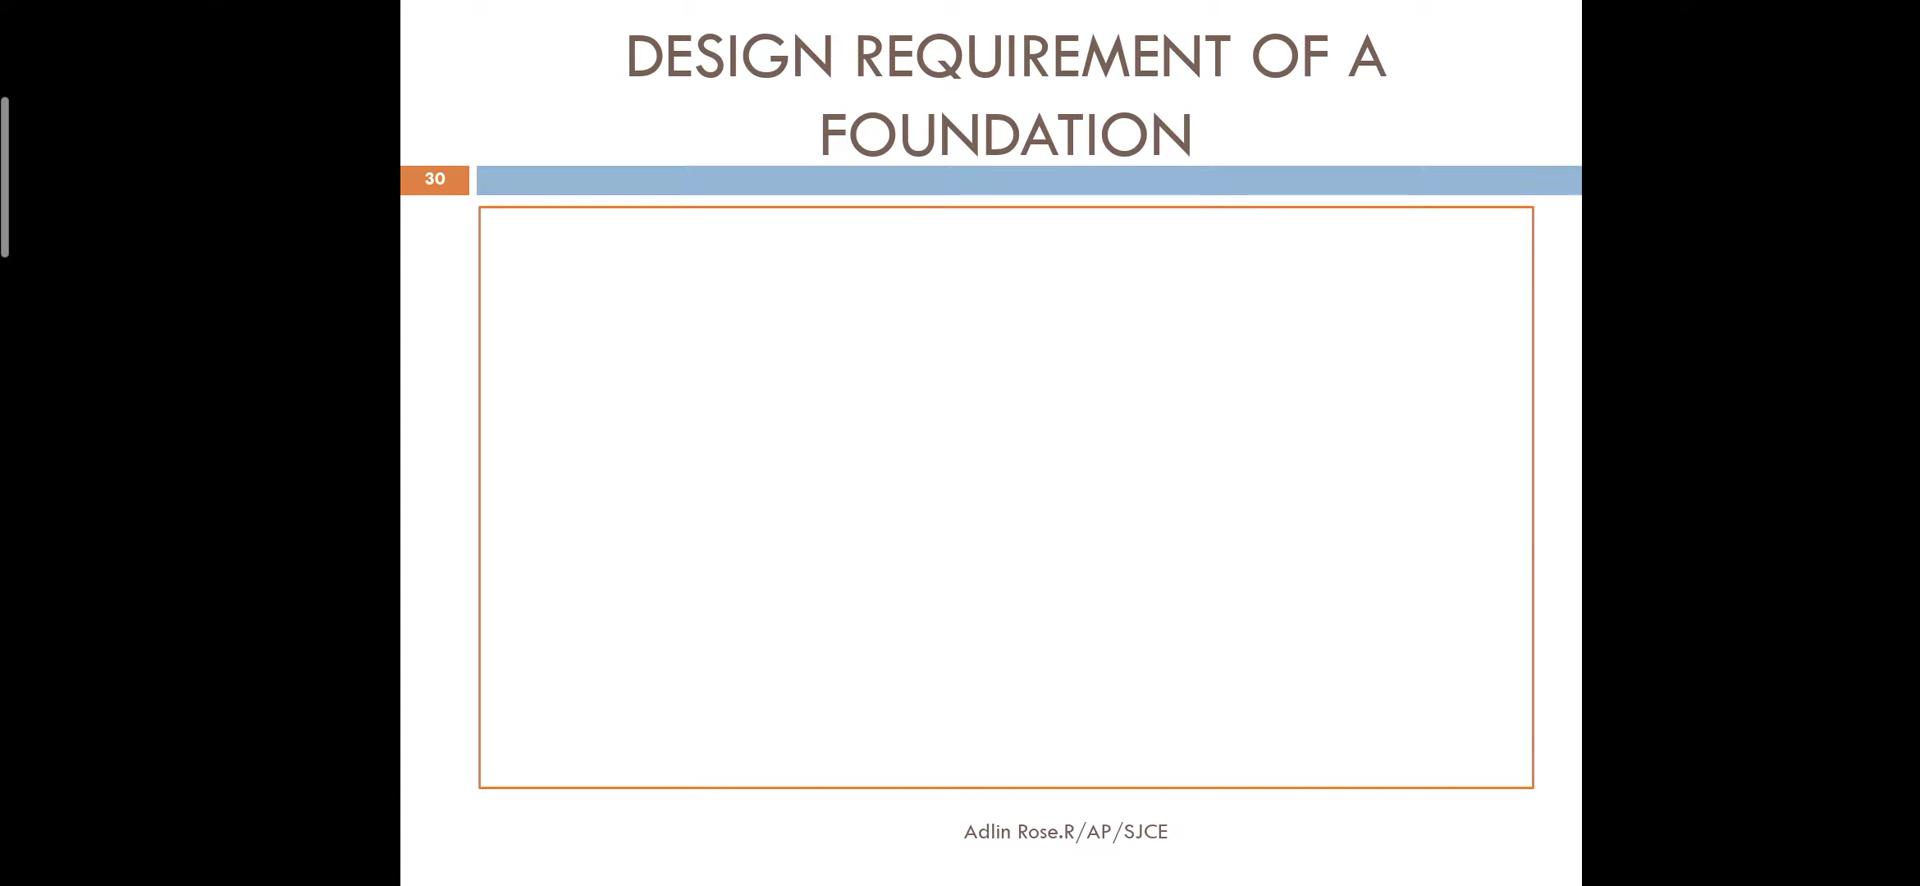 DESIGN REQUIREMENT OF A
FOUNDATION
30
Adlin Rose.R/AP/SJCE